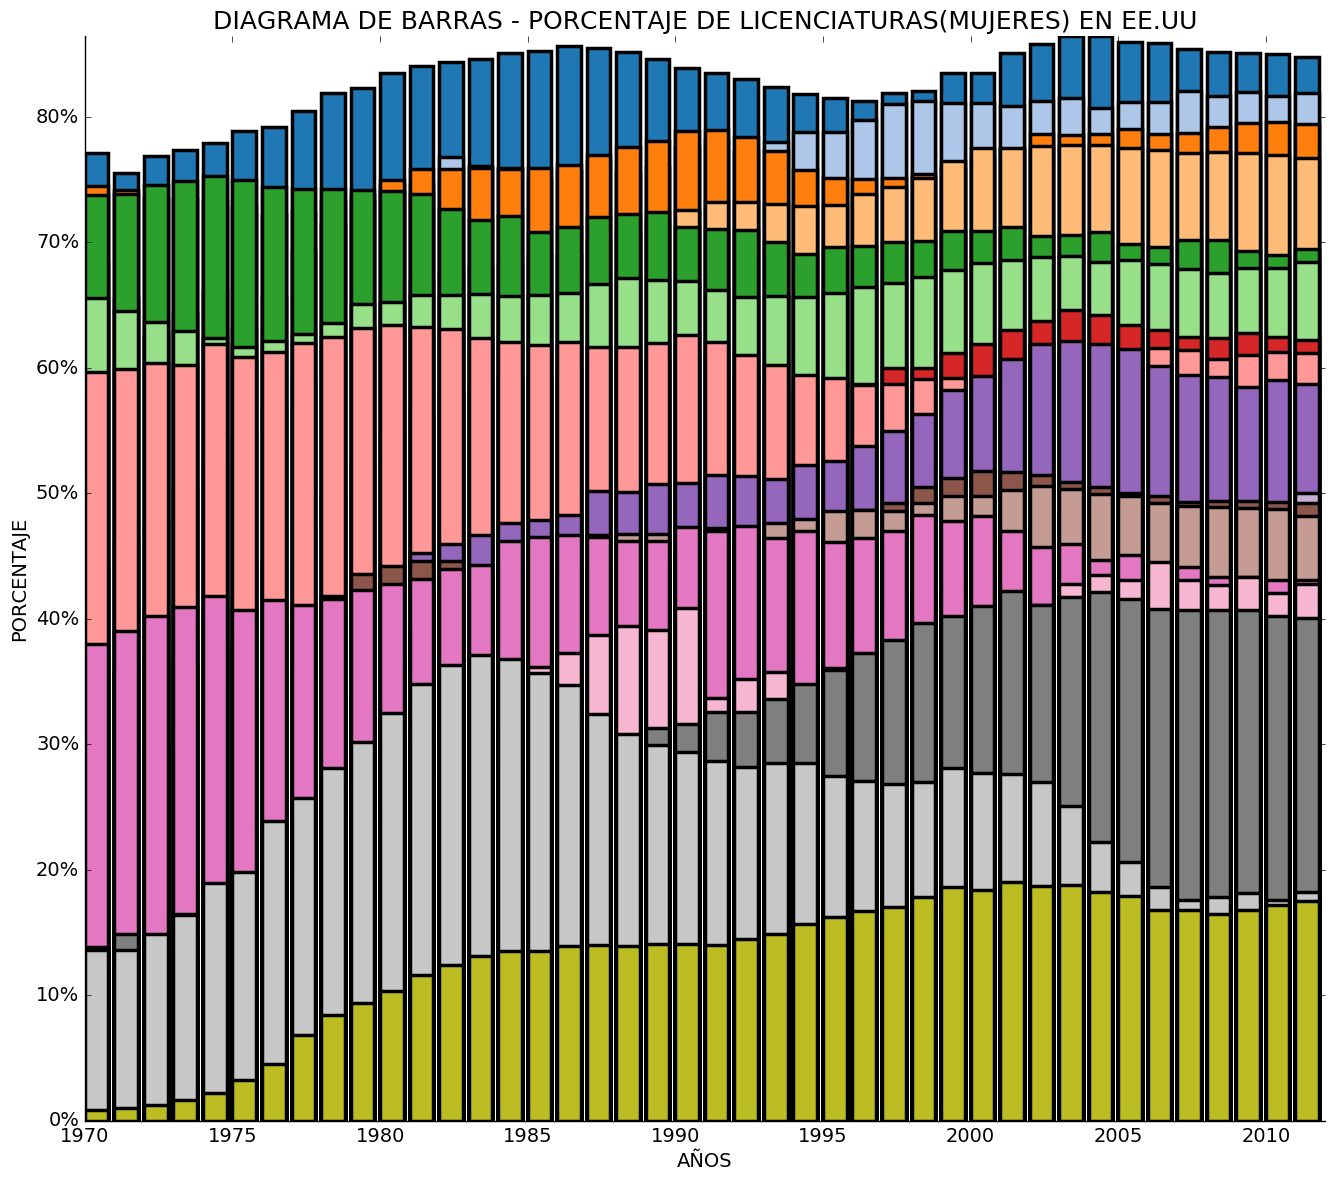 DIAGRAMA DE BARRAS - PORCENTAJE DE LICENCIATURAS(MUJERES) EN EE.UU
80%
70%
60%
50%
40%
30%
20%
10%
0%
PORCENTAJE
1970 1975 1980 1985 1990 1995 2000 2005 2010
AÑOS